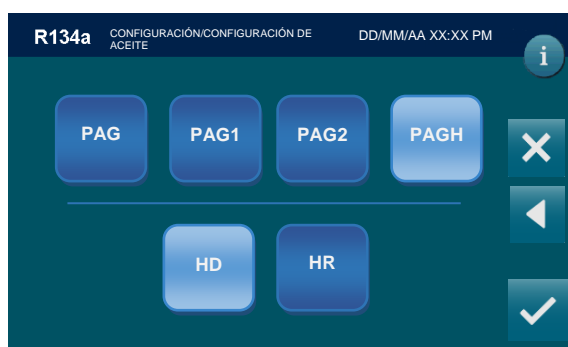 R134a CONFIGURACIÓN/CONFIGURACIÓN DE DD/MM/AA XX:XX PM
ACEITE
i
PAG PAG1 PAG2 PAGH
HD HR